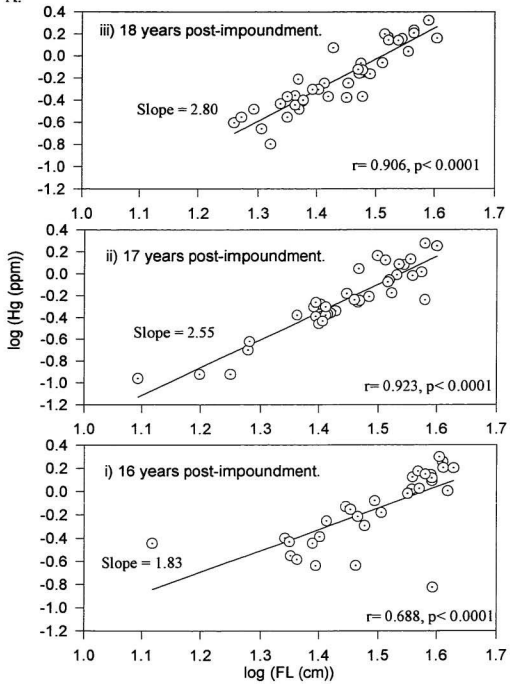 A.
0.4
iii) 18 years post-impoundment.
0.2
0.0
-0.2
-0.4
Slope = 2.80
-0.6
-0.8
-1.0
r= 0.906, p< 0.0001
-1.2
1.0 1.1 1.2 1.3 1.4 1.5 1.6 1.7
0.4
ii) 17 years post-impoundment.
0.2
0.0
-0.2
-0.4
Slope = 2.55
-0.6
-0.8
-1.0
r= 0.923, p< 0.0001
-1.2
1.0 1.1 1.2 1.3 1.4 1.5 1.6 1.7
log (Hg (ppm))
0.4
i) 16 years post-impoundment.
0.2
0.0
-0.2
-0.4
-0.6
Slope = 1.83
-0.8
-1.0
r= 0.688, p< 0.0001
-1.2
1.0 1.1 1.2 1.3 1.4 1.5 1.6 1.7
log (FL (cm))